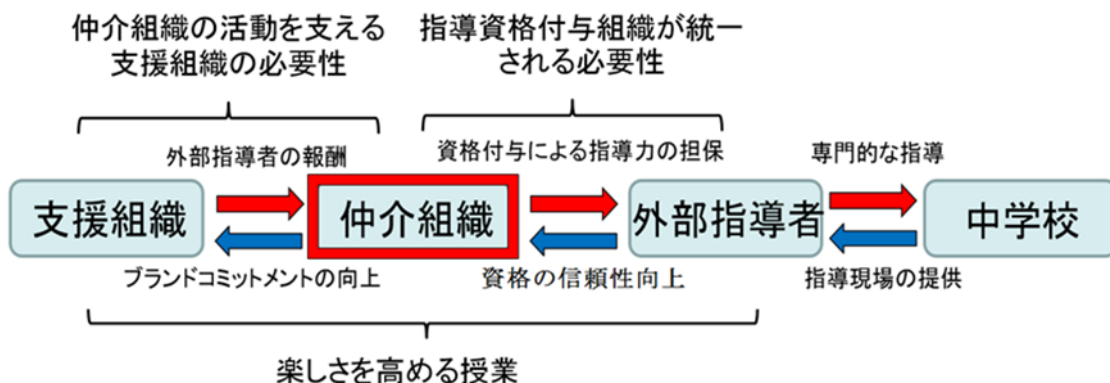 仲介組織の活動を支える
支援組織の必要性
指導資格付与組織が統一
される必要性
外部指導者の報酬
資格付与による指導力の担保
専門的な指導
支援組織
仲介組織
外部指導者
中学校
ブランドコミットメントの向上
資格の信頼性向上
指導現場の提供
楽しさを高める授業